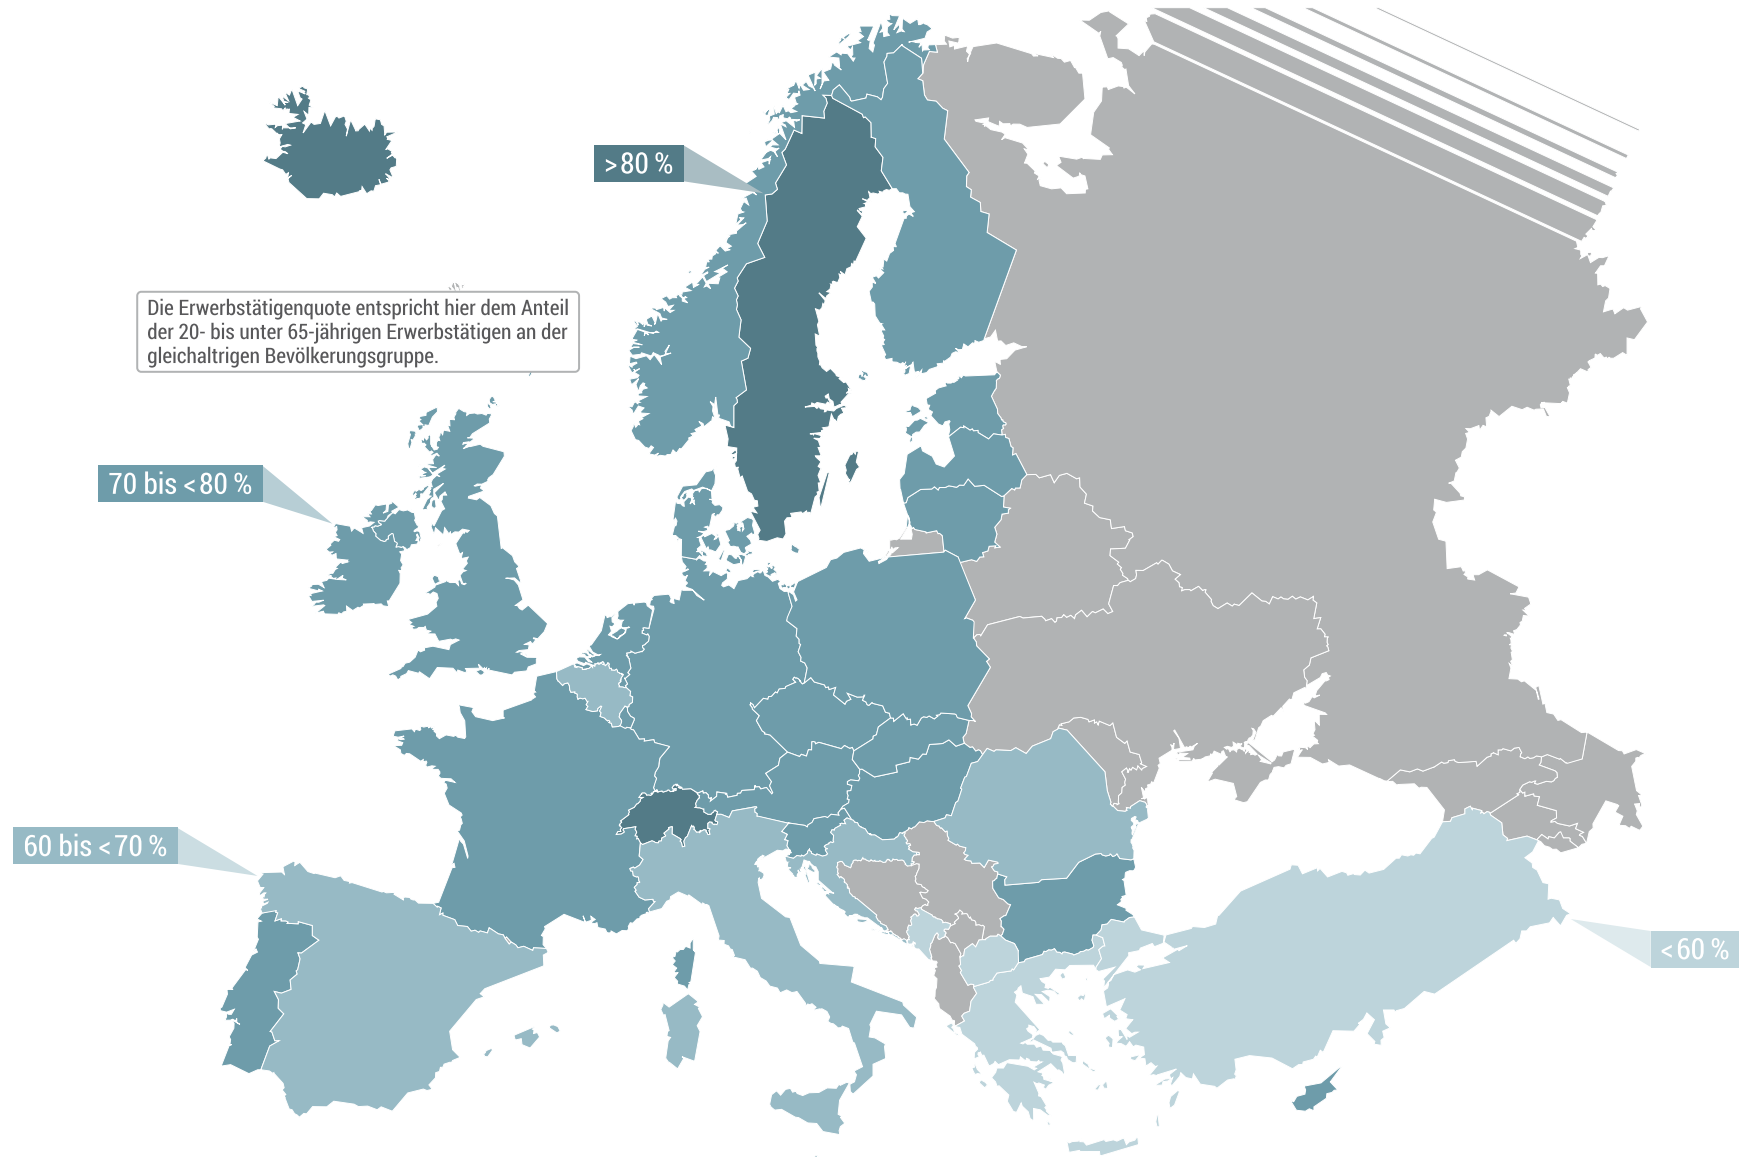 >80 %
Die Erwerbstätigenquote entspricht hier dem Anteil
der 20- bis unter 65-jährigen Erwerbstätigen an der
gleichaltrigen Bevölkerungsgruppe.
70 bis <80 %
60 bis <70 %
<60 %